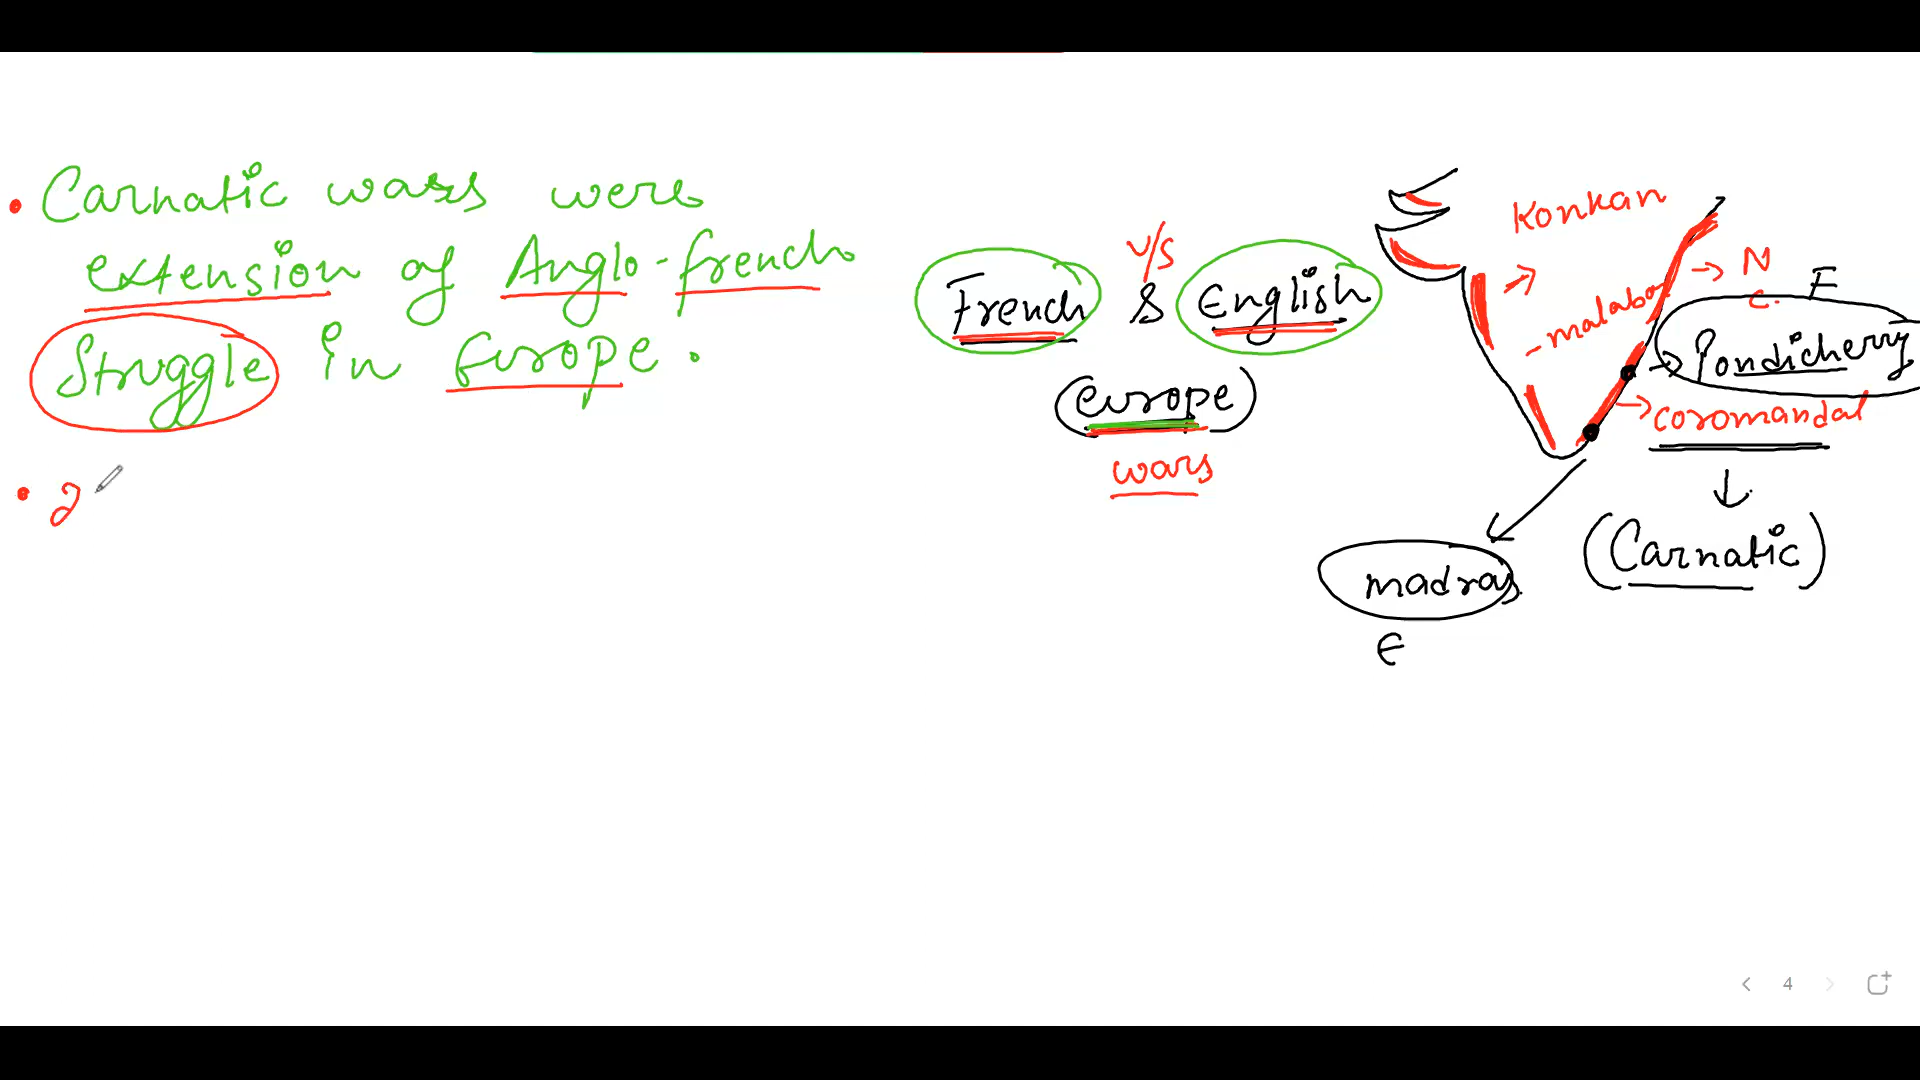 • Carnatic wars were
extension of Anglo-french
Struggle in Europe.
• 2
French & English
v/s
(europe)
wars
Konkan
- malabar
→ N
C.
F
→ Pondicherry
→ coromandal
↓
(Carnatic)
madras
E
< 4 >